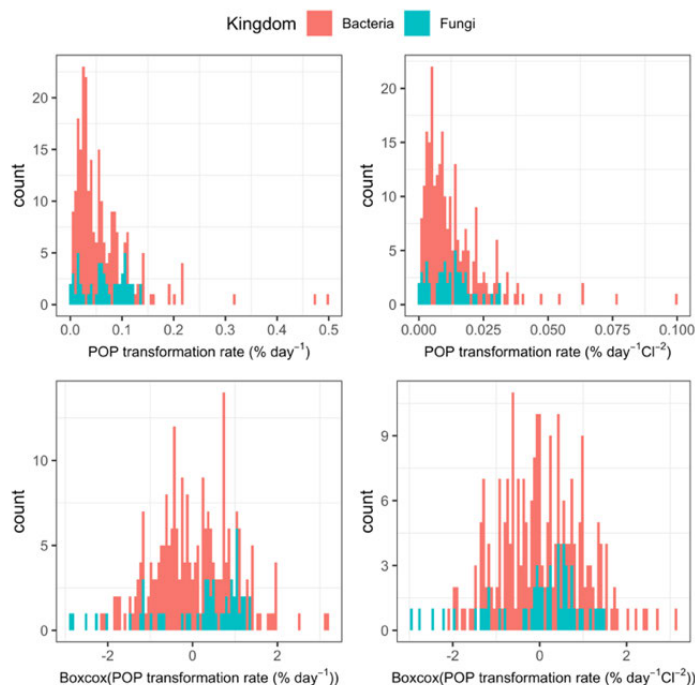 Kingdom Bacteria Fungi
count
20
15
10
5
0
0.0 0.1 0.2 0.3 0.4 0.5
POP transformation rate (% day⁻¹)
count
20
15
10
5
0
0.000 0.025 0.050 0.075 0.100
POP transformation rate (% day⁻¹Cl⁻²)
count
10
5
0
-2 0 2
Boxcox(POP transformation rate (% day⁻¹))
count
9
6
3
0
-2 0 2
Boxcox(POP transformation rate (% day⁻¹Cl⁻²))